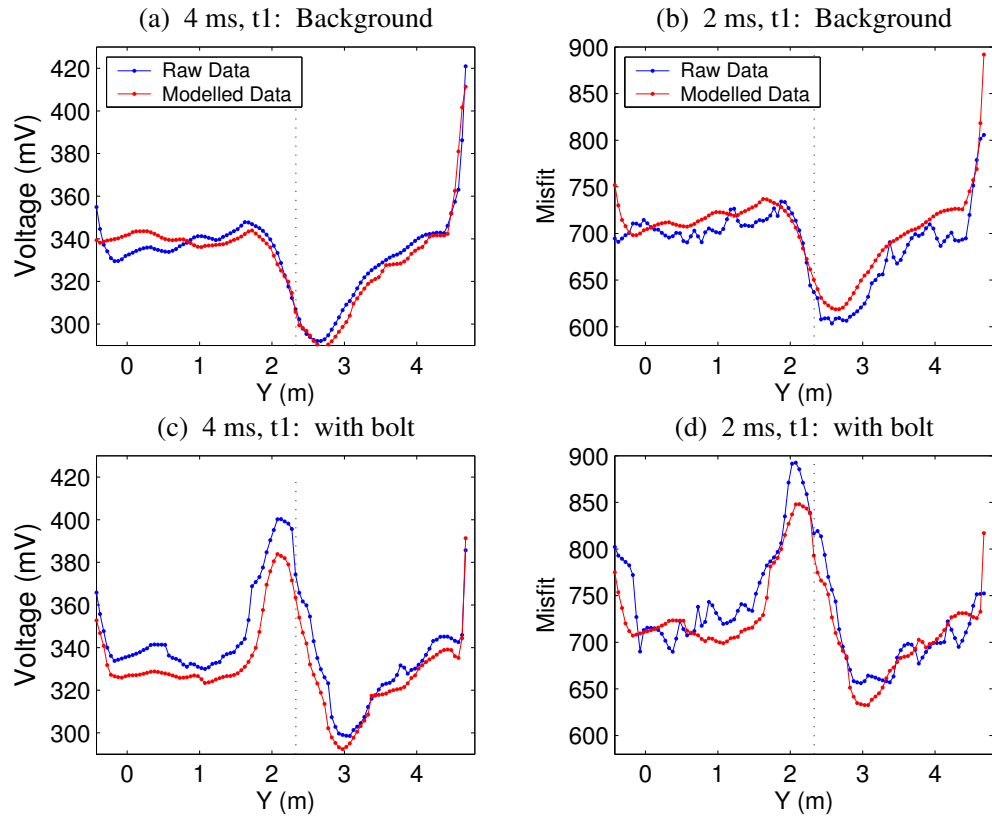 (a) 4 ms, t1: Background
420
400
380
360
340
320
300
Voltage (mV)
Raw Data
Modelled Data
0 1 2 3 4
Y (m)
(b) 2 ms, t1: Background
900
850
800
750
700
650
600
Misfit
Raw Data
Modelled Data
0 1 2 3 4
Y (m)
(c) 4 ms, t1: with bolt
420
400
380
360
340
320
300
Voltage (mV)
0 1 2 3 4
Y (m)
(d) 2 ms, t1: with bolt
900
850
800
750
700
650
600
Misfit
0 1 2 3 4
Y (m)